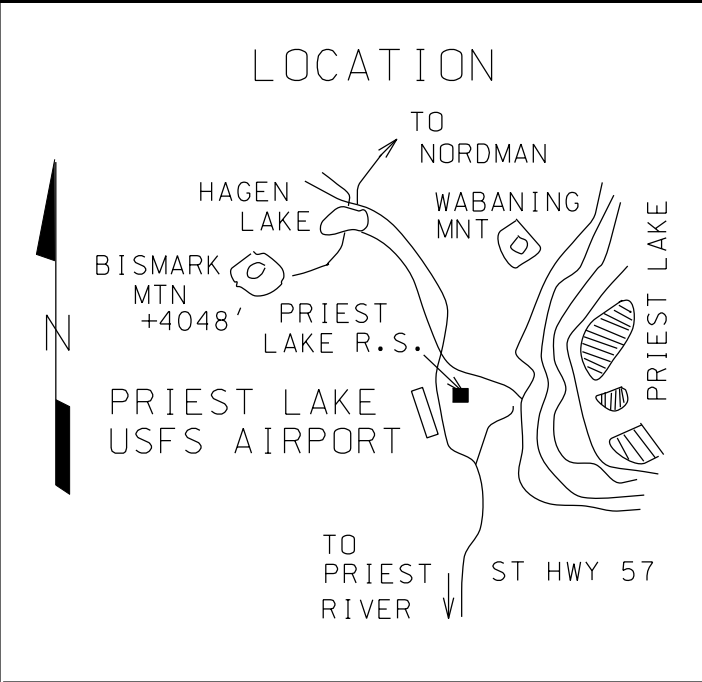 LOCATION
TO
NORDMAN
HAGEN
LAKE
WABANING
MNT
BISMARK
MTN
+4048'
PRIEST
LAKE R.S.
PRIEST LAKE
N
PRIEST LAKE
USFS AIRPORT
TO
PRIEST
RIVER
ST HWY 57